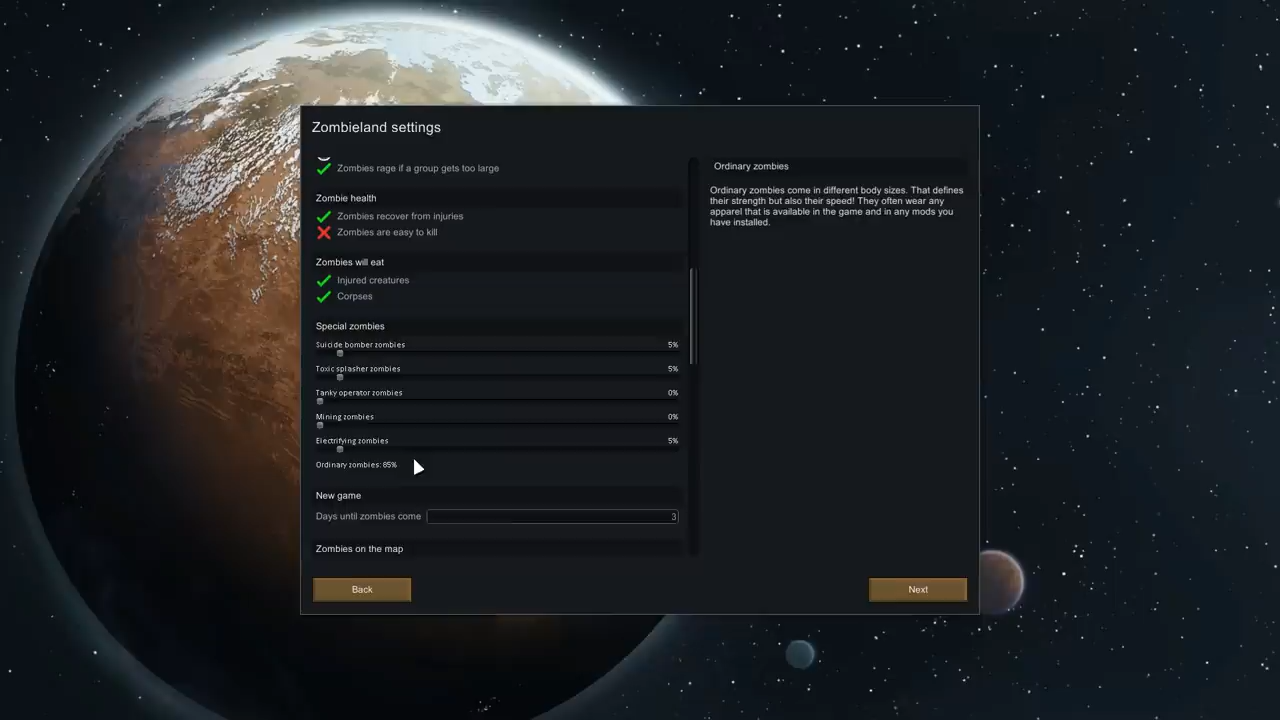 Zombieland settings
Zombies rage if a group gets too large
Zombie health
Zombies recover from injuries
Zombies are easy to kill
Zombies will eat
Injured creatures
Corpses
Special zombies
Suicide bomber zombies 5%
Toxic splasher zombies 5%
Tanky operator zombies 0%
Mining zombies 0%
Electrifying zombies 5%
Ordinary zombies: 85%
New game
Days until zombies come 3
Zombies on the map
Back
Ordinary zombies
Ordinary zombies come in different body sizes. That defines
their strength but also their speed! They often wear any
apparel that is available in the game and in any mods you
have installed.
Next